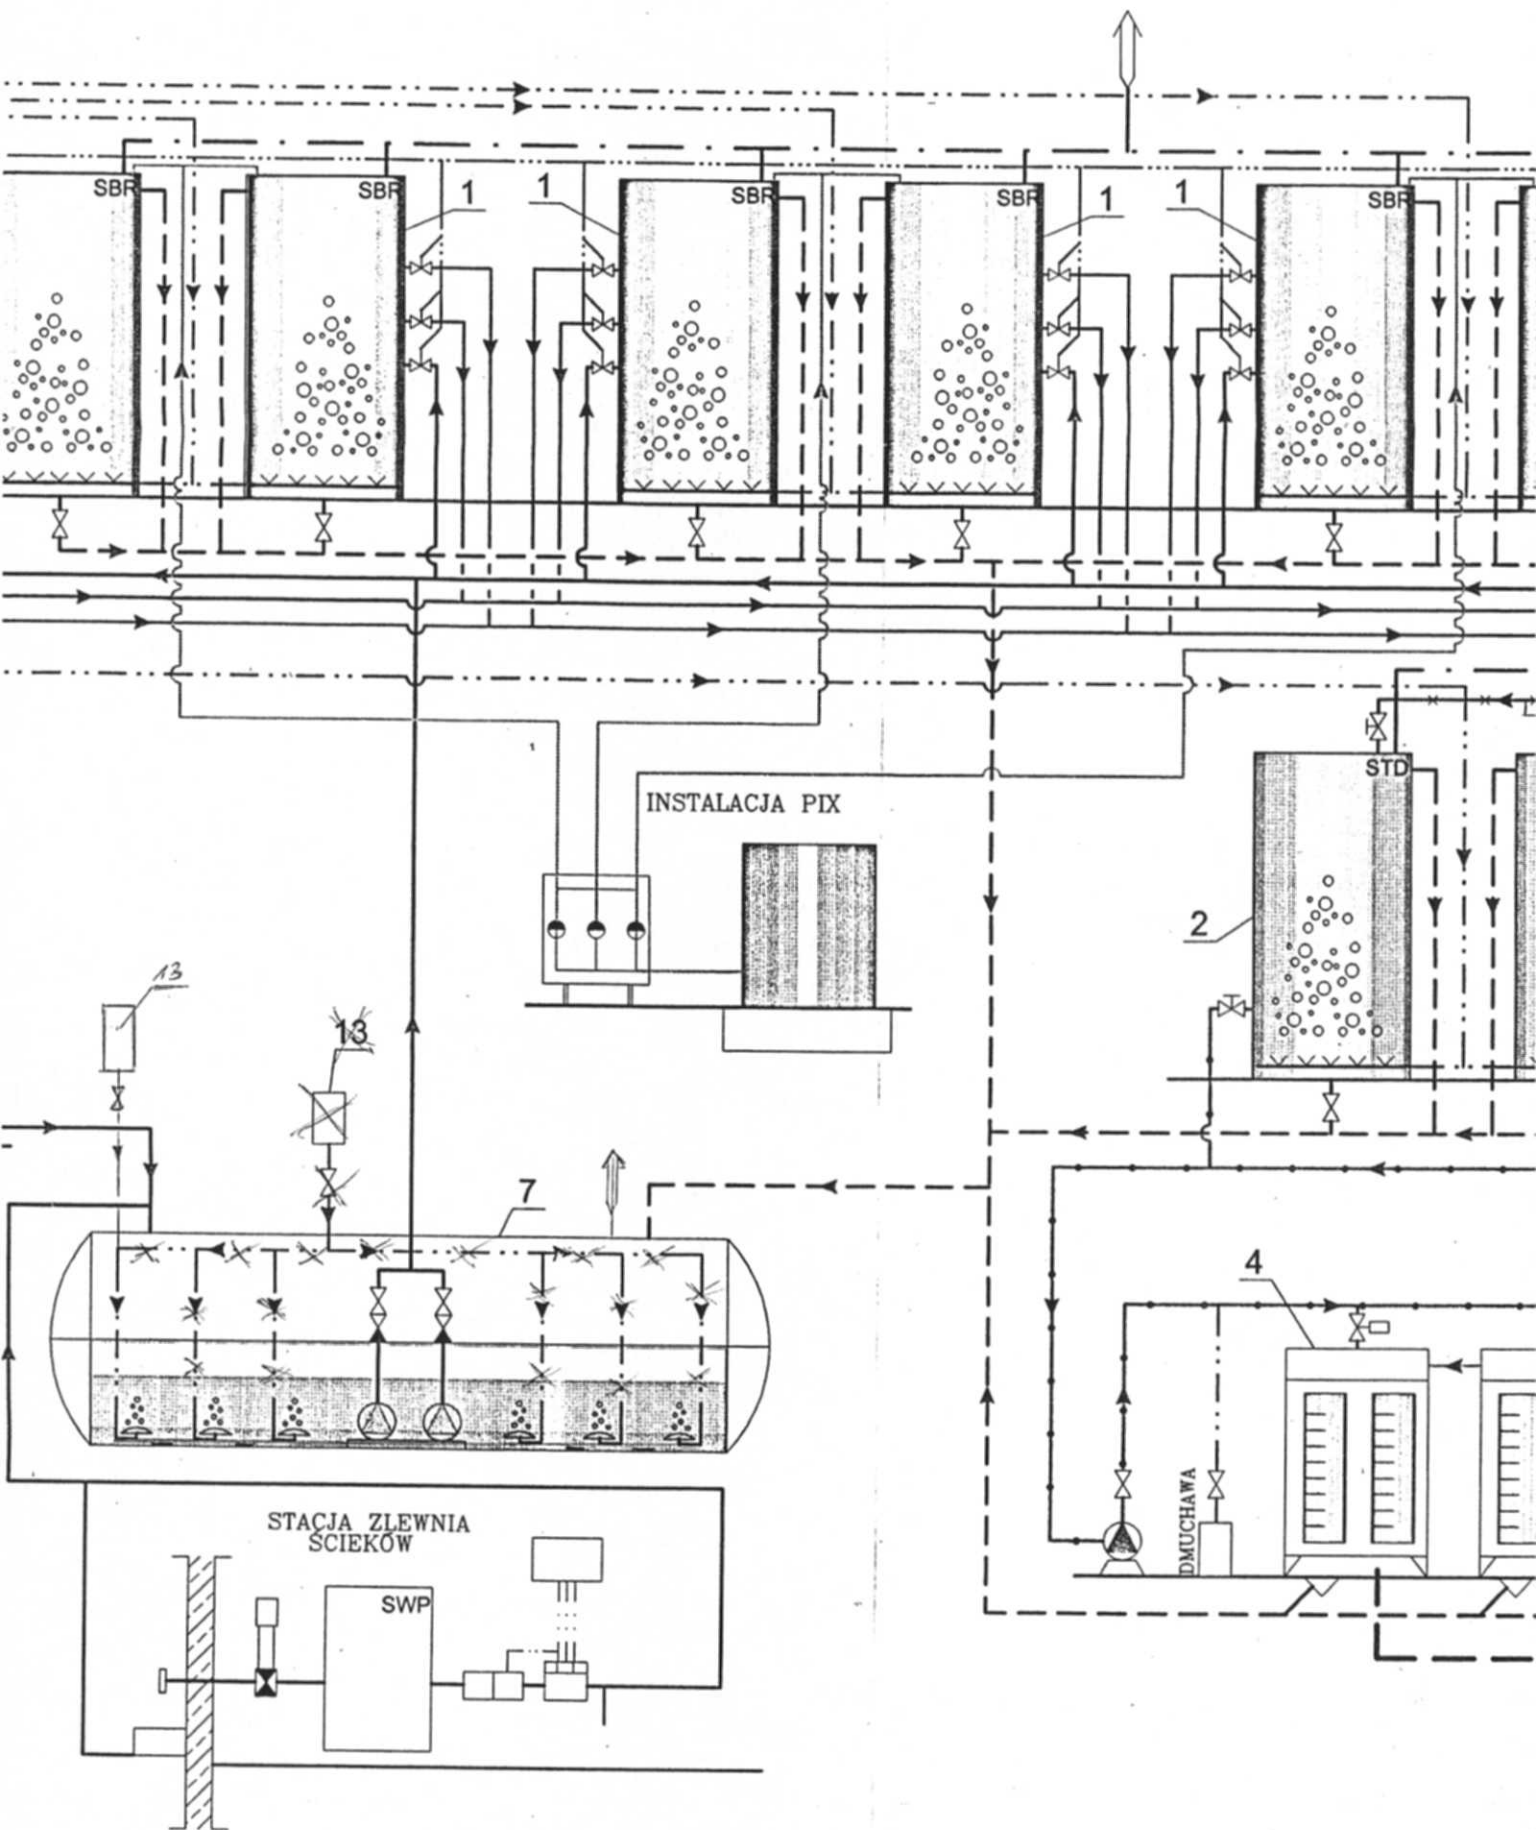 SBR
SBR
1
1
SBR
SBR
1
1
SBR
STD
INSTALACJA PIX
2
13
13
7
4
DMUCHAWA
STACJA ZLEWNIA
ŚCIEKÓW
SWP